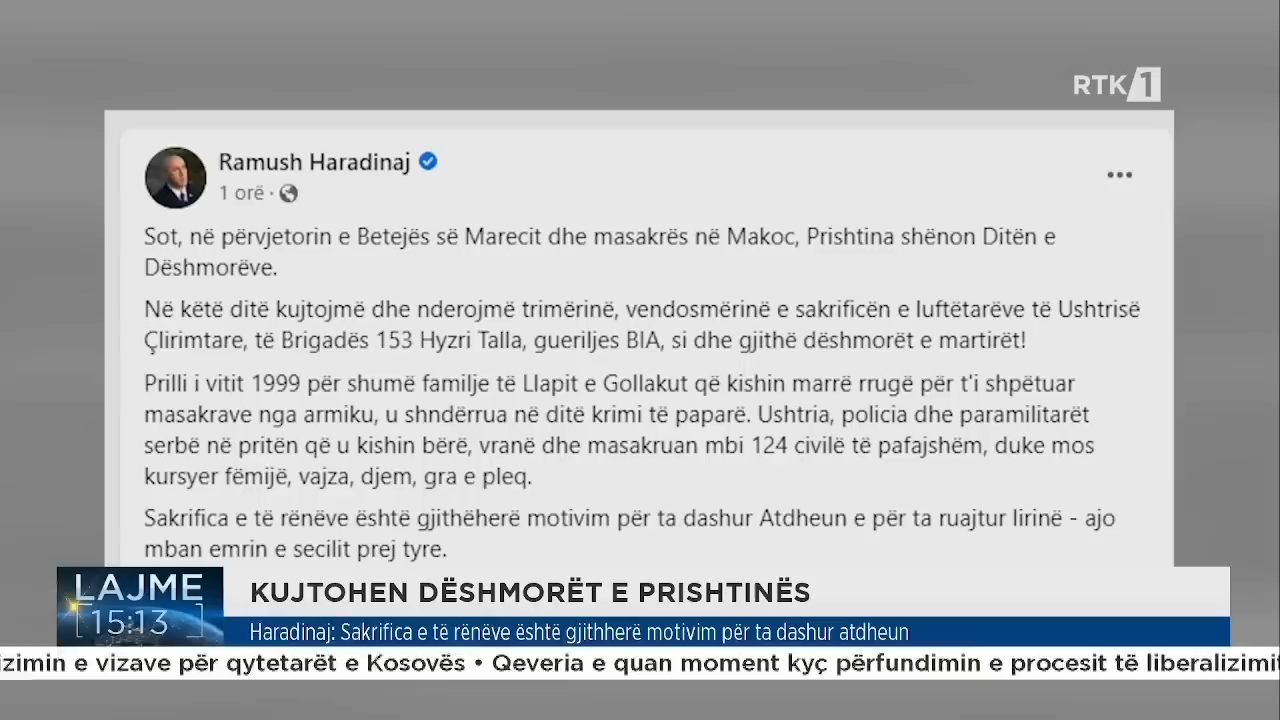 RTK 1
Ramush Haradinaj
1 orë ·
Sot, në përvjetorin e Betejës së Marecit dhe masakrës në Makoc, Prishtina shënon Ditën e
Dëshmorëve.
Në këtë ditë kujtojmë dhe nderojmë trimërinë, vendosmërinë e sakrificën e luftëtarëve të Ushtrisë
Çlirimtare, të Brigadës 153 Hyzri Talla, gueriljes BIA, si dhe gjithë dëshmorët e martirët!
Prilli i vitit 1999 për shumë familje të Llapit e Gollakut që kishin marrë rrugë për t'i shpëtuar
masakrave nga armiku, u shndërrua në ditë krimi të paparë. Ushtria, policia dhe paramilitarët
serbë në pritën që u kishin bërë, vranë dhe masakruan mbi 124 civilë të pafajshëm, duke mos
kursyer fëmijë, vajza, djem, gra e pleq.
Sakrifica e të rënëve është gjithëherë motivim për ta dashur Atdheun e për ta ruajtur lirinë - ajo
mban emrin e secilit prej tyre.
LAJME
15:13
KUJTOHEN DËSHMORËT E PRISHTINËS
Haradinaj: Sakrifica e të rënëve është gjithherë motivim për ta dashur atdheun
izimin e vizave për qytetarët e Kosovës • Qeveria e quan moment kyç përfundimin e procesit të liberalizimit